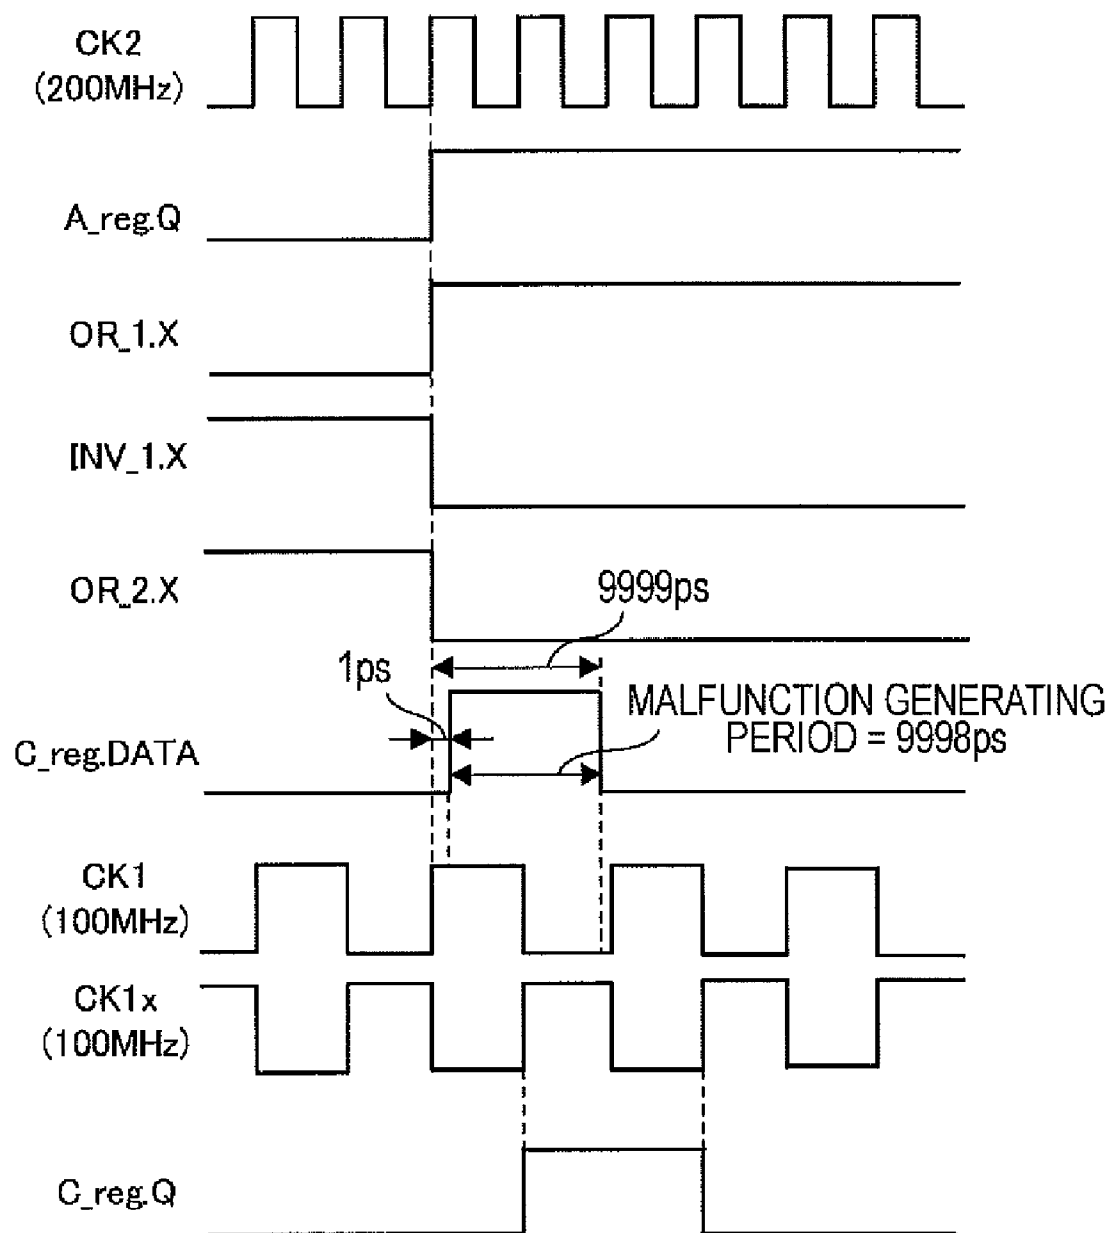 CK2
(200MHz)
A_reg.Q
OR_1.X
INV_1.X
OR_2.X
9999ps
1ps
MALFUNCTION GENERATING
PERIOD = 9998ps
C_reg.DATA
CK1
(100MHz)
CK1x
(100MHz)
C_reg.Q